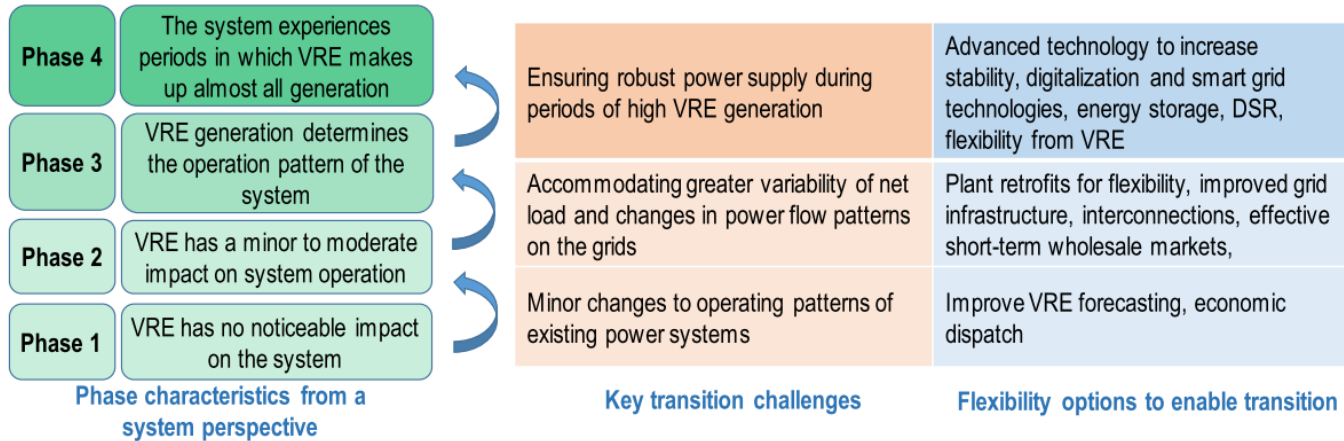 Phase 4
The system experiences
periods in which VRE makes
up almost all generation
Phase 3
VRE generation determines
the operation pattern of the
system
Phase 2
VRE has a minor to moderate
impact on system operation
Phase 1
VRE has no noticeable impact
on the system
Phase characteristics from a
system perspective
Ensuring robust power supply during
periods of high VRE generation
Accommodating greater variability of net
load and changes in power flow patterns
on the grids
Minor changes to operating patterns of
existing power systems
Key transition challenges
Advanced technology to increase
stability, digitalization and smart grid
technologies, energy storage, DSR,
flexibility from VRE
Plant retrofits for flexibility, improved grid
infrastructure, interconnections, effective
short-term wholesale markets,
Improve VRE forecasting, economic
dispatch
Flexibility options to enable transition